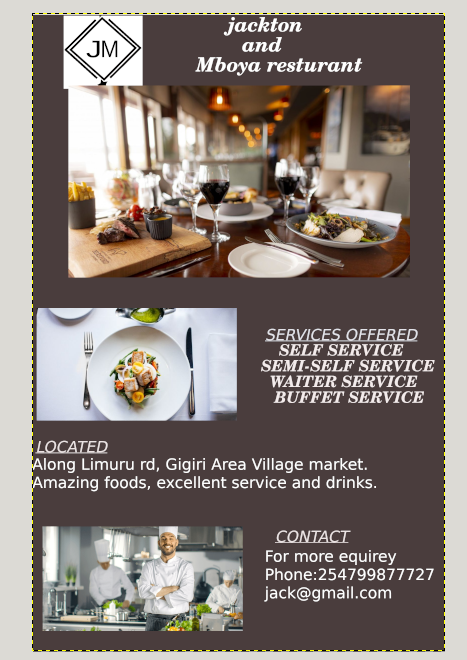 JM
jackton
and
Mboya resturant
SERVICES OFFERED
SELF SERVICE
SEMI-SELF SERVICE
WAITER SERVICE
BUFFET SERVICE
LOCATED
Along Limuru rd, Gigiri Area Village market.
Amazing foods, excellent service and drinks.
CONTACT
For more equirey
Phone:254799877727
jack@gmail.com